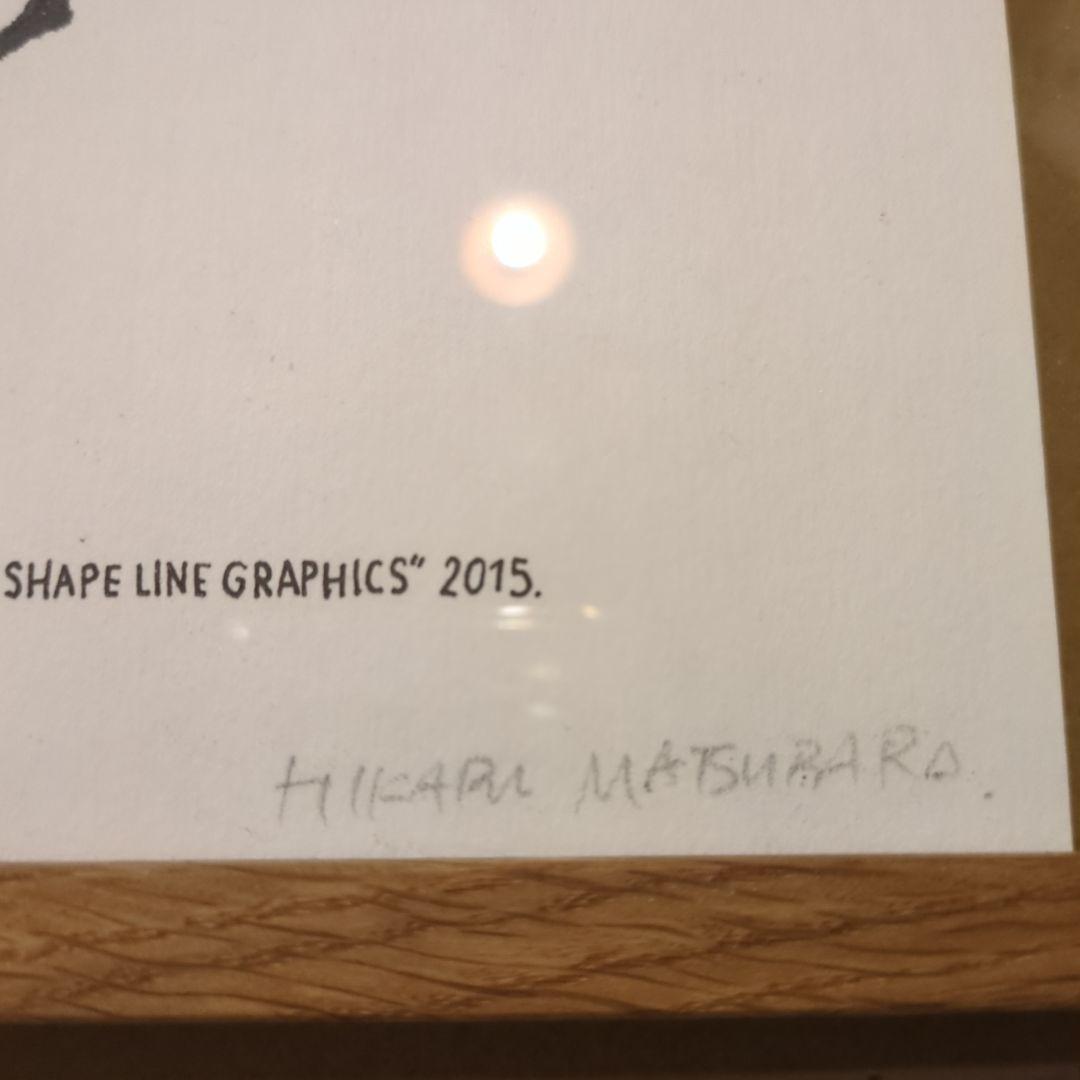 SHAPE LINE GRAPHICS" 2015.
HIKARU MATSUBARA.